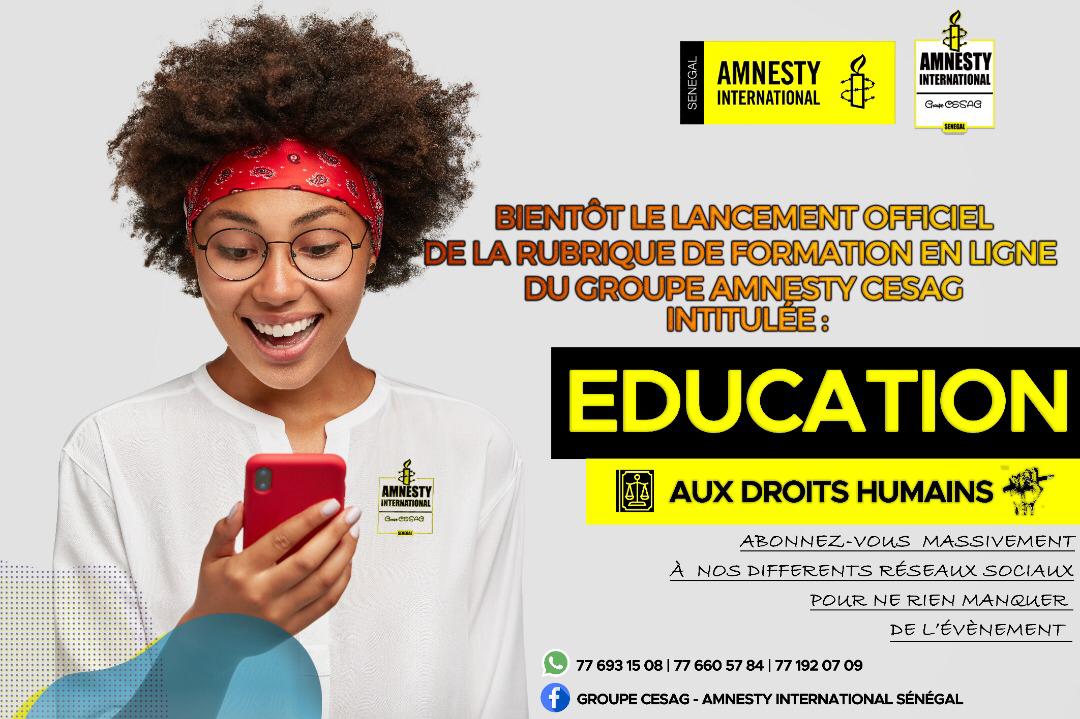 SENEGAL
AMNESTY
INTERNATIONAL
AMNESTY
INTERNATIONAL
Groupe CESAG
SENEGAL
BIENTÔT LE LANCEMENT OFFICIEL
DE LA RUBRIQUE DE FORMATION EN LIGNE
DU GROUPE AMNESTY CESAG
INTITULÉE :
EDUCATION
AUX DROITS HUMAINS
AMNESTY
INTERNATIONAL
Groupe CESAG
SENEGAL
ABONNEZ-VOUS MASSIVEMENT
À NOS DIFFERENTS RÉSEAUX SOCIAUX
POUR NE RIEN MANQUER
DE L'ÉVÈNEMENT
77 693 15 08 | 77 660 57 84 | 77 192 07 09
GROUPE CESAG - AMNESTY INTERNATIONAL SÉNÉGAL